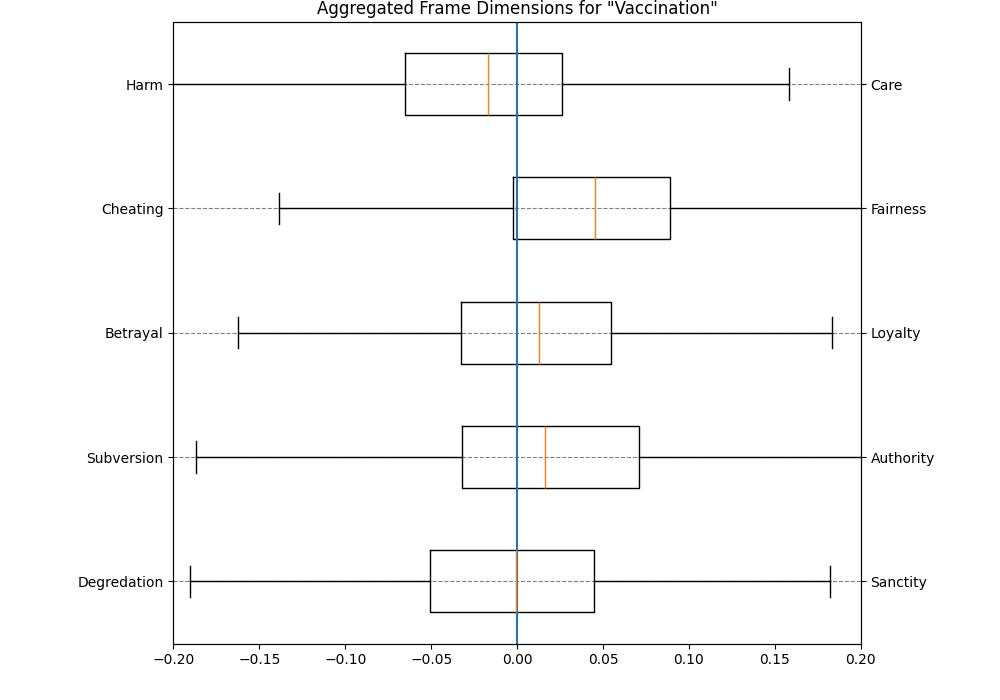 Aggregated Frame Dimensions for "Vaccination"
Harm
Care
Cheating
Fairness
Betrayal
Loyalty
Subversion
Authority
Degredation
Sanctity
−0.20 −0.15 −0.10 −0.05 0.00 0.05 0.10 0.15 0.20